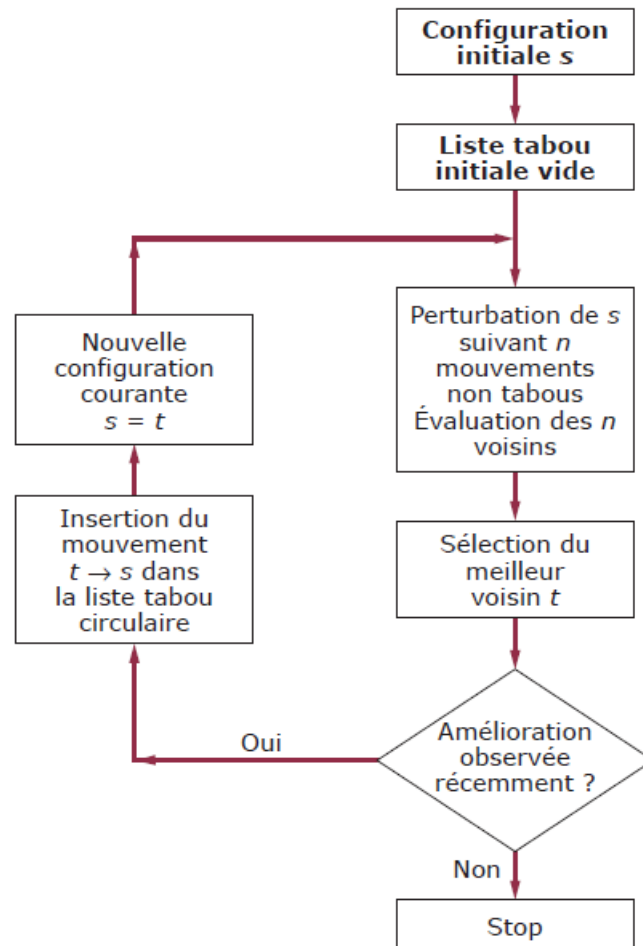 Configuration
initiale s
Liste tabou
initiale vide
Perturbation de s
suivant n
mouvements
non tabous
Évaluation des n
voisins
Sélection du
meilleur
voisin t
Amélioration
observée
récemment ?
Oui
Insertion du
mouvement
t → s dans
la liste tabou
circulaire
Nouvelle
configuration
courante
s = t
Non
Stop